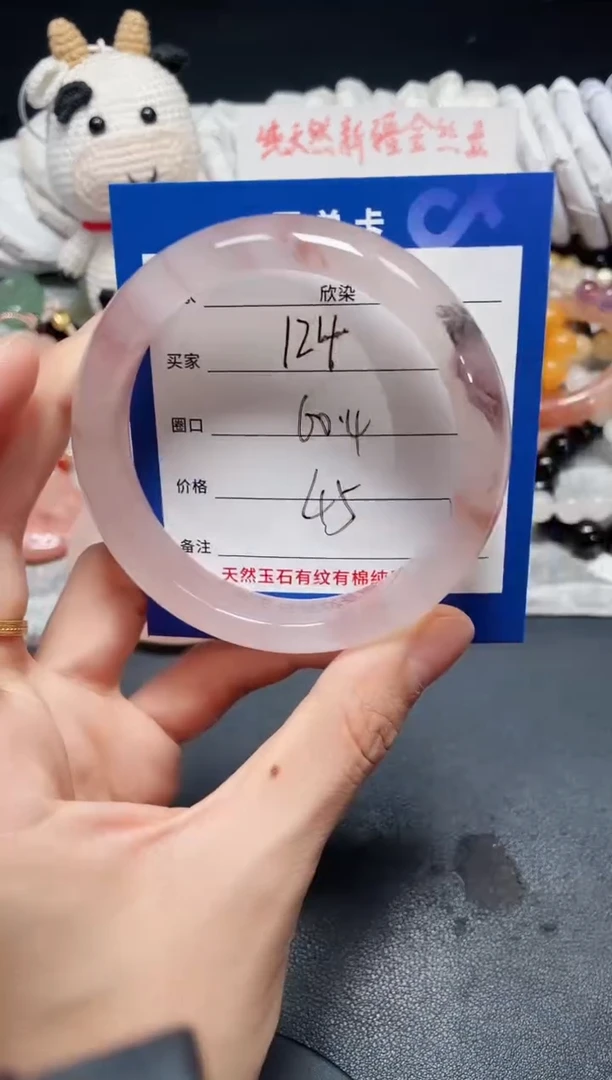 纯天然新疆金丝玉
卡
欣染
买家 124
圈口 60.4
价格 45
备注
天然玉石有纹有棉纯